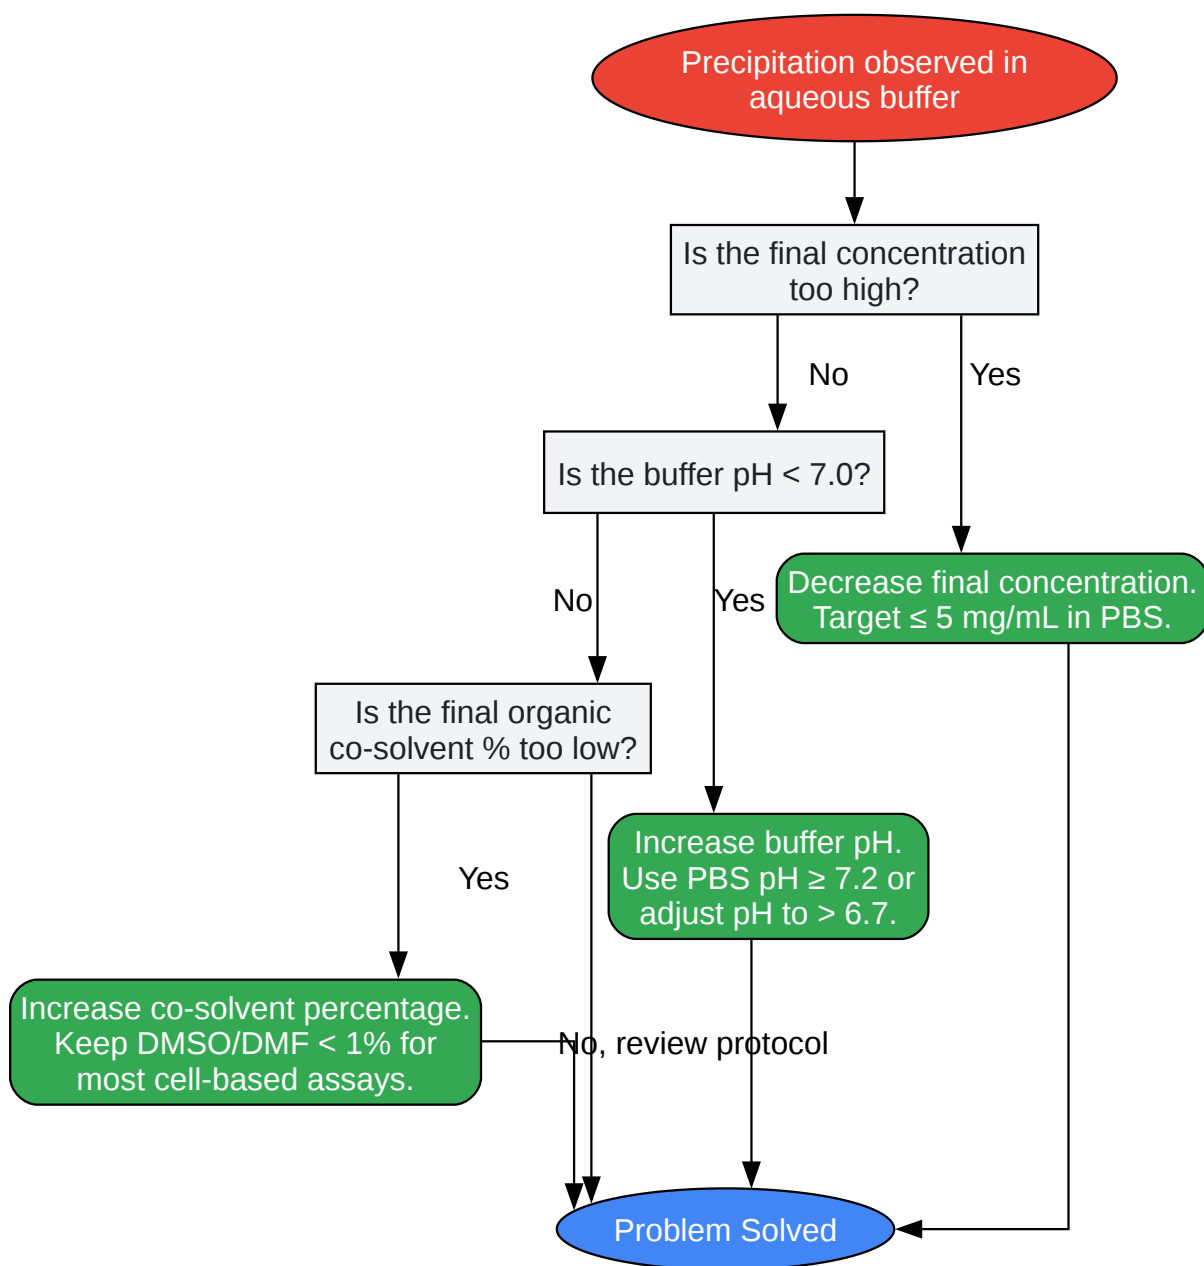 Precipitation observed in
aqueous buffer
Is the final concentration
too high?
No
Yes
Is the buffer pH < 7.0?
Decrease final concentration.
Target ≤ 5 mg/mL in PBS.
No
Yes
Is the final organic
co-solvent % too low?
Increase buffer pH.
Use PBS pH ≥ 7.2 or
adjust pH to > 6.7.
Yes
Increase co-solvent percentage.
Keep DMSO/DMF < 1% for
most cell-based assays.
No, review protocol
Problem Solved